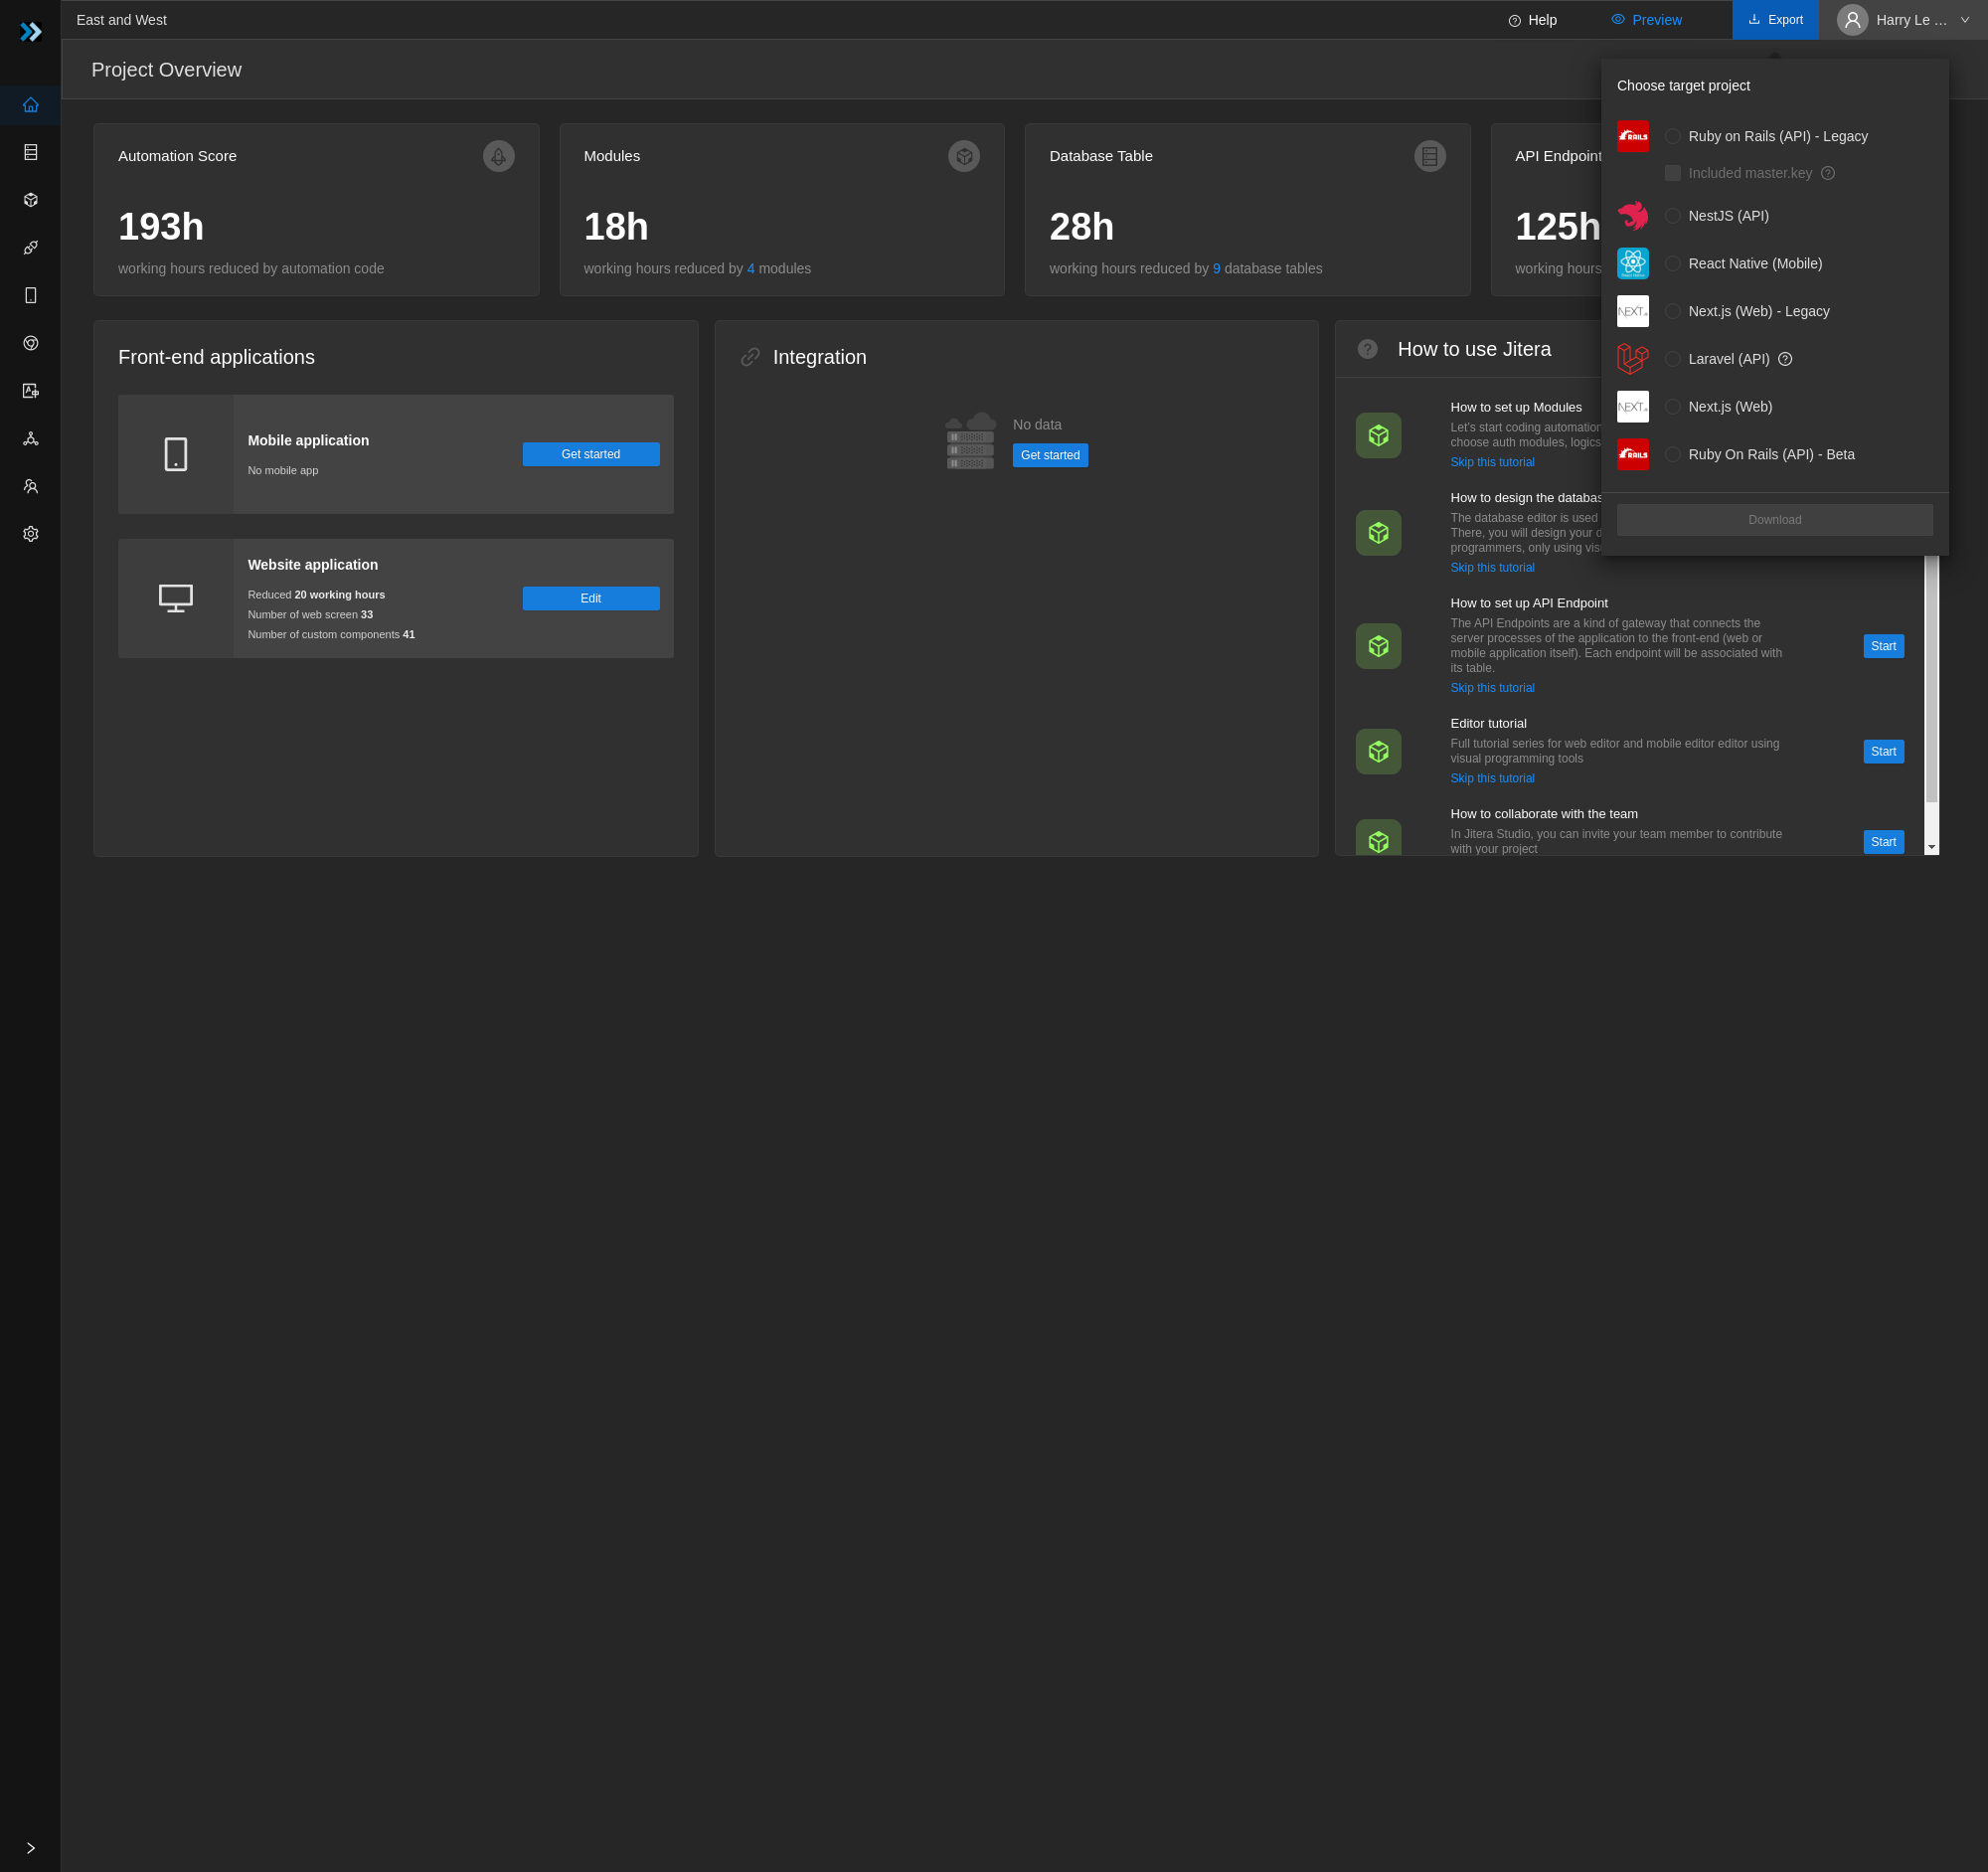 East and West
Help
Preview
Export
Harry Le ...
Project Overview
Choose target project
RAILS
Ruby on Rails (API) - Legacy
Included master.key
NestJS (API)
React Native (Mobile)
NEXT
Next.js (Web) - Legacy
Laravel (API)
NEXT
Next.js (Web)
RAILS
Ruby On Rails (API) - Beta
Download
Automation Score
193h
working hours reduced by automation code
Modules
18h
working hours reduced by 4 modules
Database Table
28h
working hours reduced by 9 database tables
API Endpoint
125h
working hours
Front-end applications
Mobile application
No mobile app
Get started
Website application
Reduced 20 working hours
Number of web screen 33
Number of custom components 41
Edit
Integration
No data
Get started
How to use Jitera
How to set up Modules
Let's start coding automation
choose auth modules, logics
Skip this tutorial
How to design the databas
The database editor is used
There, you will design your d
programmers, only using vis
Skip this tutorial
How to set up API Endpoint
The API Endpoints are a kind of gateway that connects the
server processes of the application to the front-end (web or
mobile application itself). Each endpoint will be associated with
its table.
Skip this tutorial
Start
Editor tutorial
Full tutorial series for web editor and mobile editor editor using
visual programming tools
Skip this tutorial
Start
How to collaborate with the team
In Jitera Studio, you can invite your team member to contribute
with your project
Start